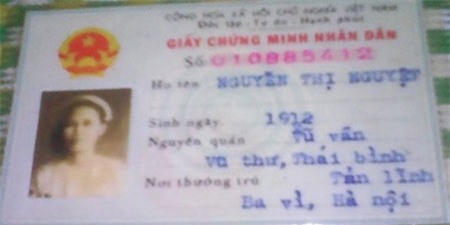 CỘNG HÒA XÃ HỘI CHỦ NGHĨA VIỆT NAM
Độc lập - Tự do - Hạnh phúc
GIẤY CHỨNG MINH NHÂN DÂN
Số 010885412
Họ tên NGUYỄN THỊ NGUYỆT
Sinh ngày 1912
Nguyên quán Tũ vấn
Vũ thư, Thái bình
Nơi thường trú Tản lĩnh
Ba vì, Hà nội